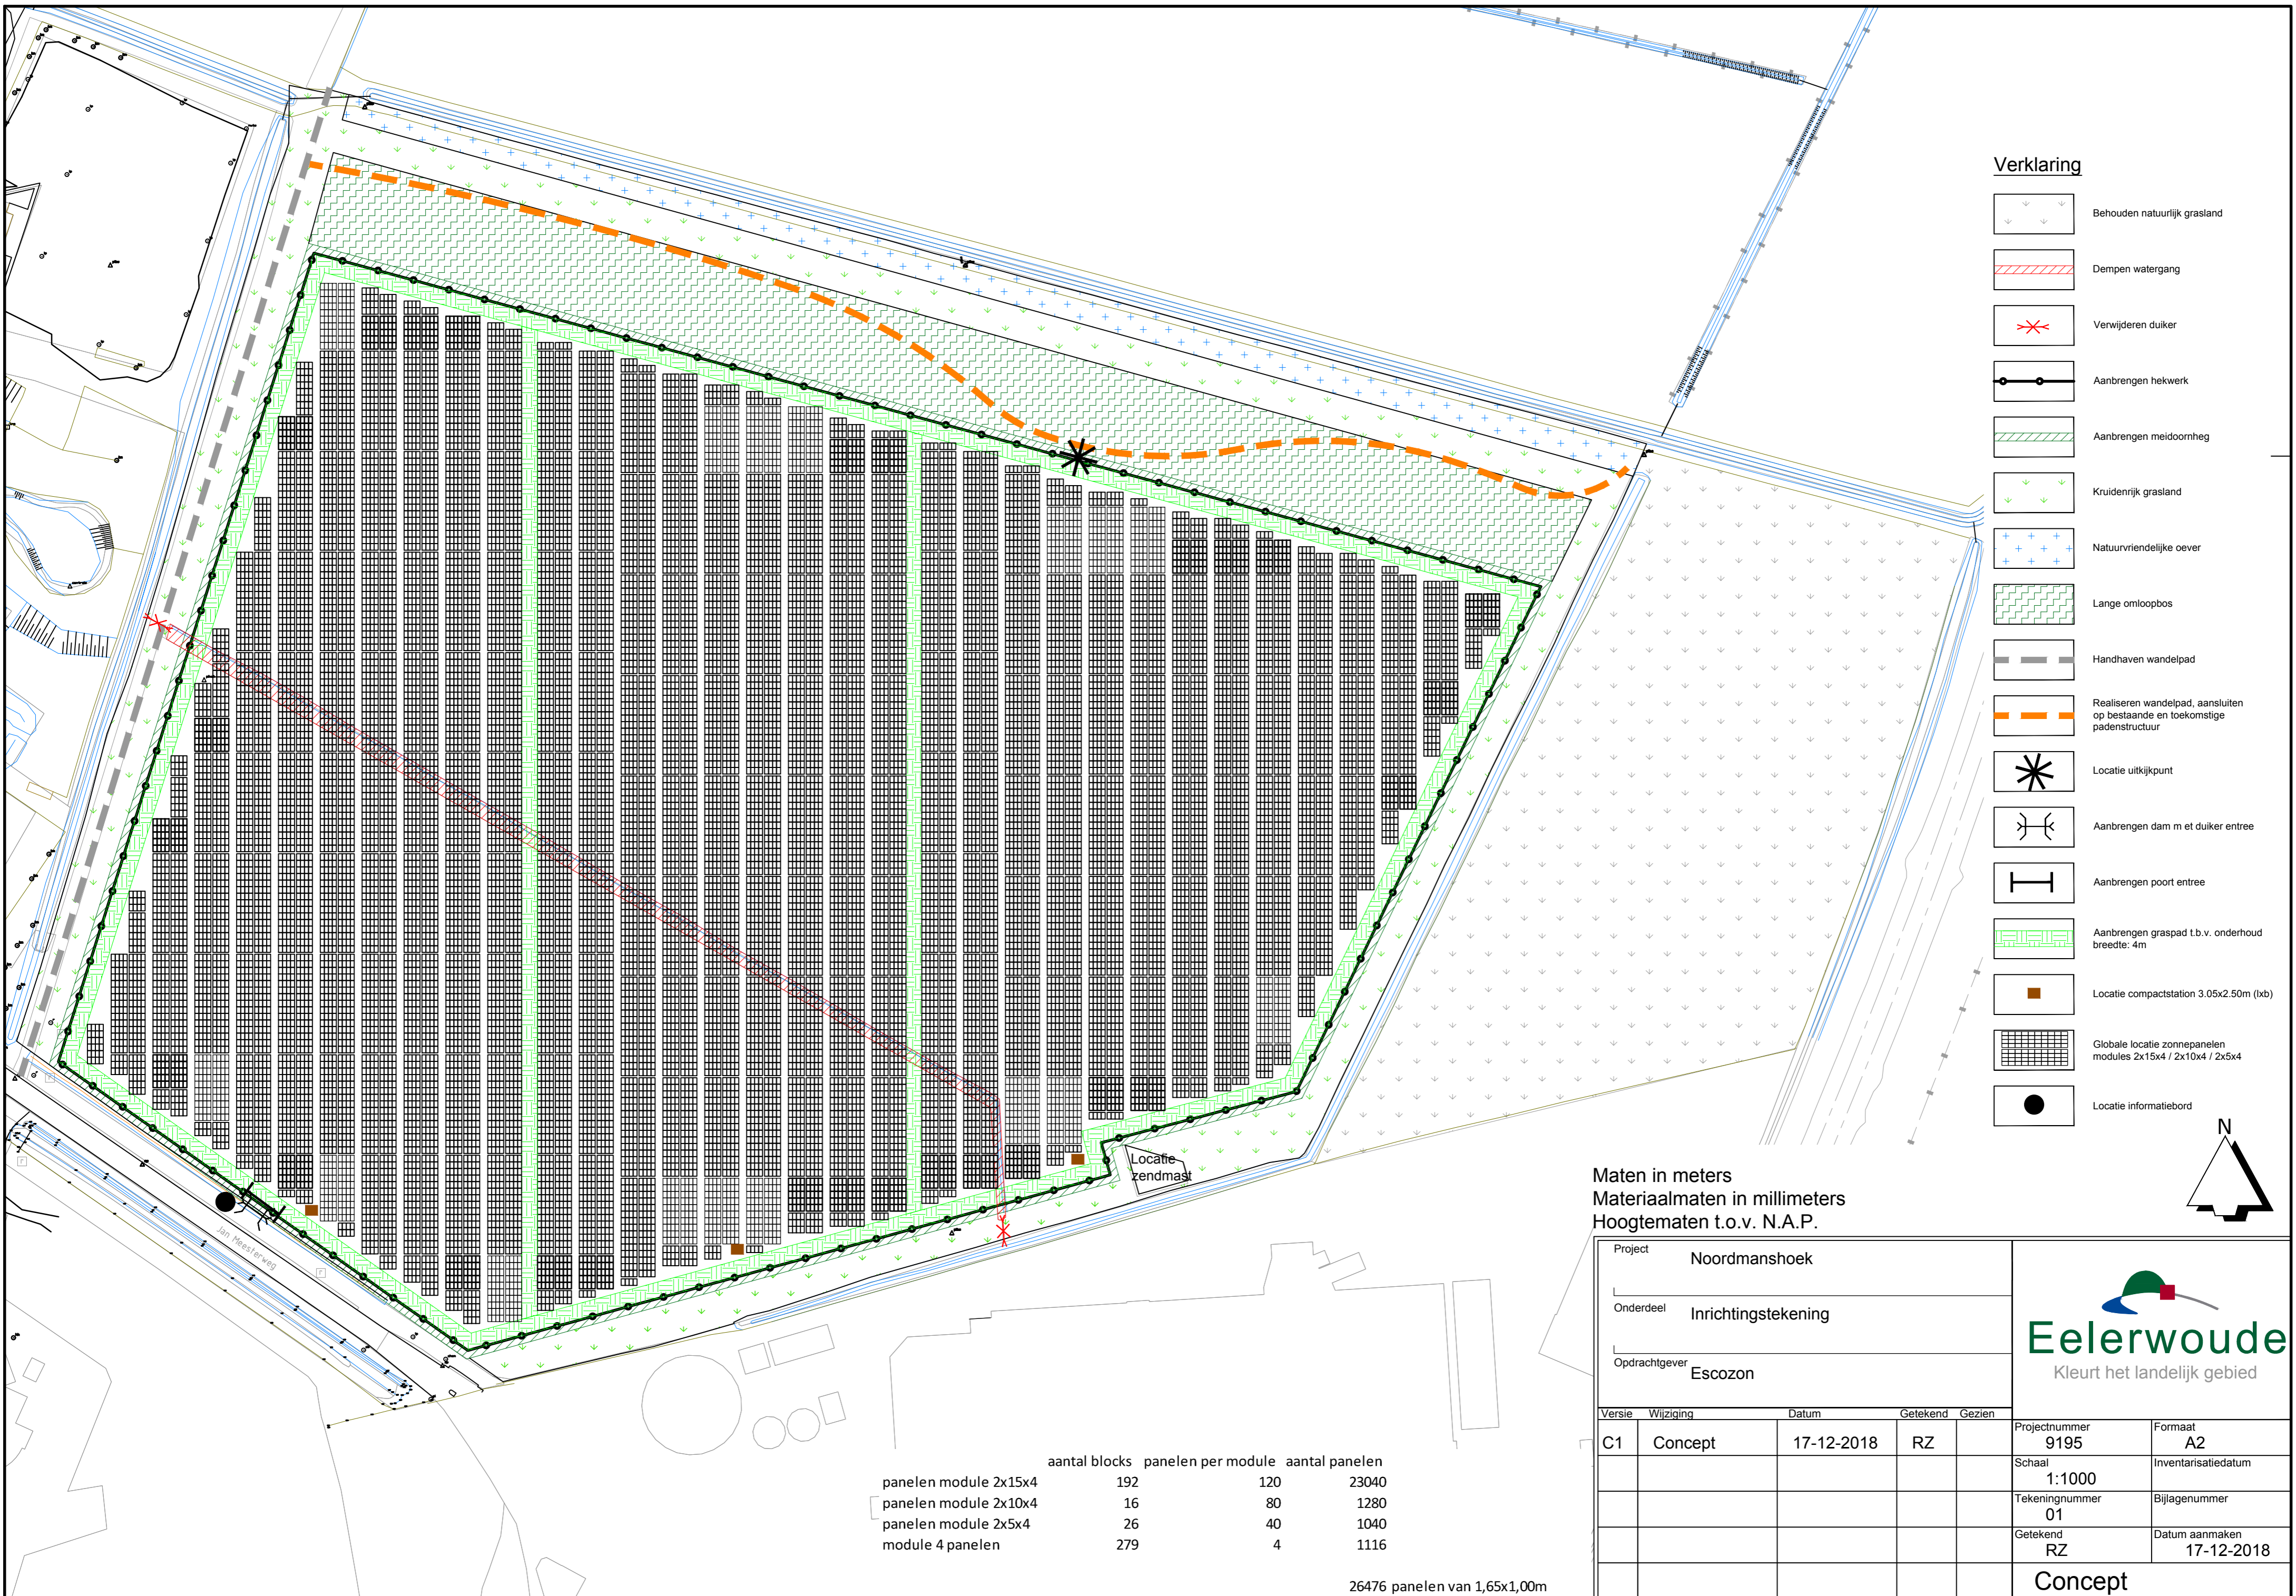 Verklaring
Behouden natuurlijk grasland
Dempen watergang
Verwijderen duiker
Aanbrengen hekwerk
Aanbrengen meidoornheg
Kruidenrijk grasland
Natuurvriendelijke oever
Lange omloopbos
Handhaven wandelpad
Realiseren wandelpad, aansluiten
op bestaande en toekomstige
padenstructuur
Locatie uitkijkpunt
Aanbrengen dam m et duiker entree
Aanbrengen poort entree
Aanbrengen graspad t.b.v. onderhoud
breedte: 4m
Locatie compactstation 3.05x2.50m (lxb)
Globale locatie zonnepanelen
modules 2x15x4 / 2x10x4 / 2x5x4
Locatie informatiebord
N
Locatie
zendmast
Jan Meesterweg
Maten in meters
Materiaalmaten in millimeters
Hoogtematen t.o.v. N.A.P.
Project Noordmanshoek
Onderdeel Inrichtingstekening
Opdrachtgever Escozon
Eelerwoude
Kleurt het landelijk gebied
Versie Wijziging Datum Getekend Gezien
C1 Concept 17-12-2018 RZ
Projectnummer Formaat
9195 A2
Schaal Inventarisatiedatum
1:1000
Tekeningnummer Bijlagenummer
01
Getekend Datum aanmaken
RZ 17-12-2018
Concept
aantal blocks panelen per module aantal panelen
panelen module 2x15x4 192 120 23040
panelen module 2x10x4 16 80 1280
panelen module 2x5x4 26 40 1040
module 4 panelen 279 4 1116
26476 panelen van 1,65x1,00m